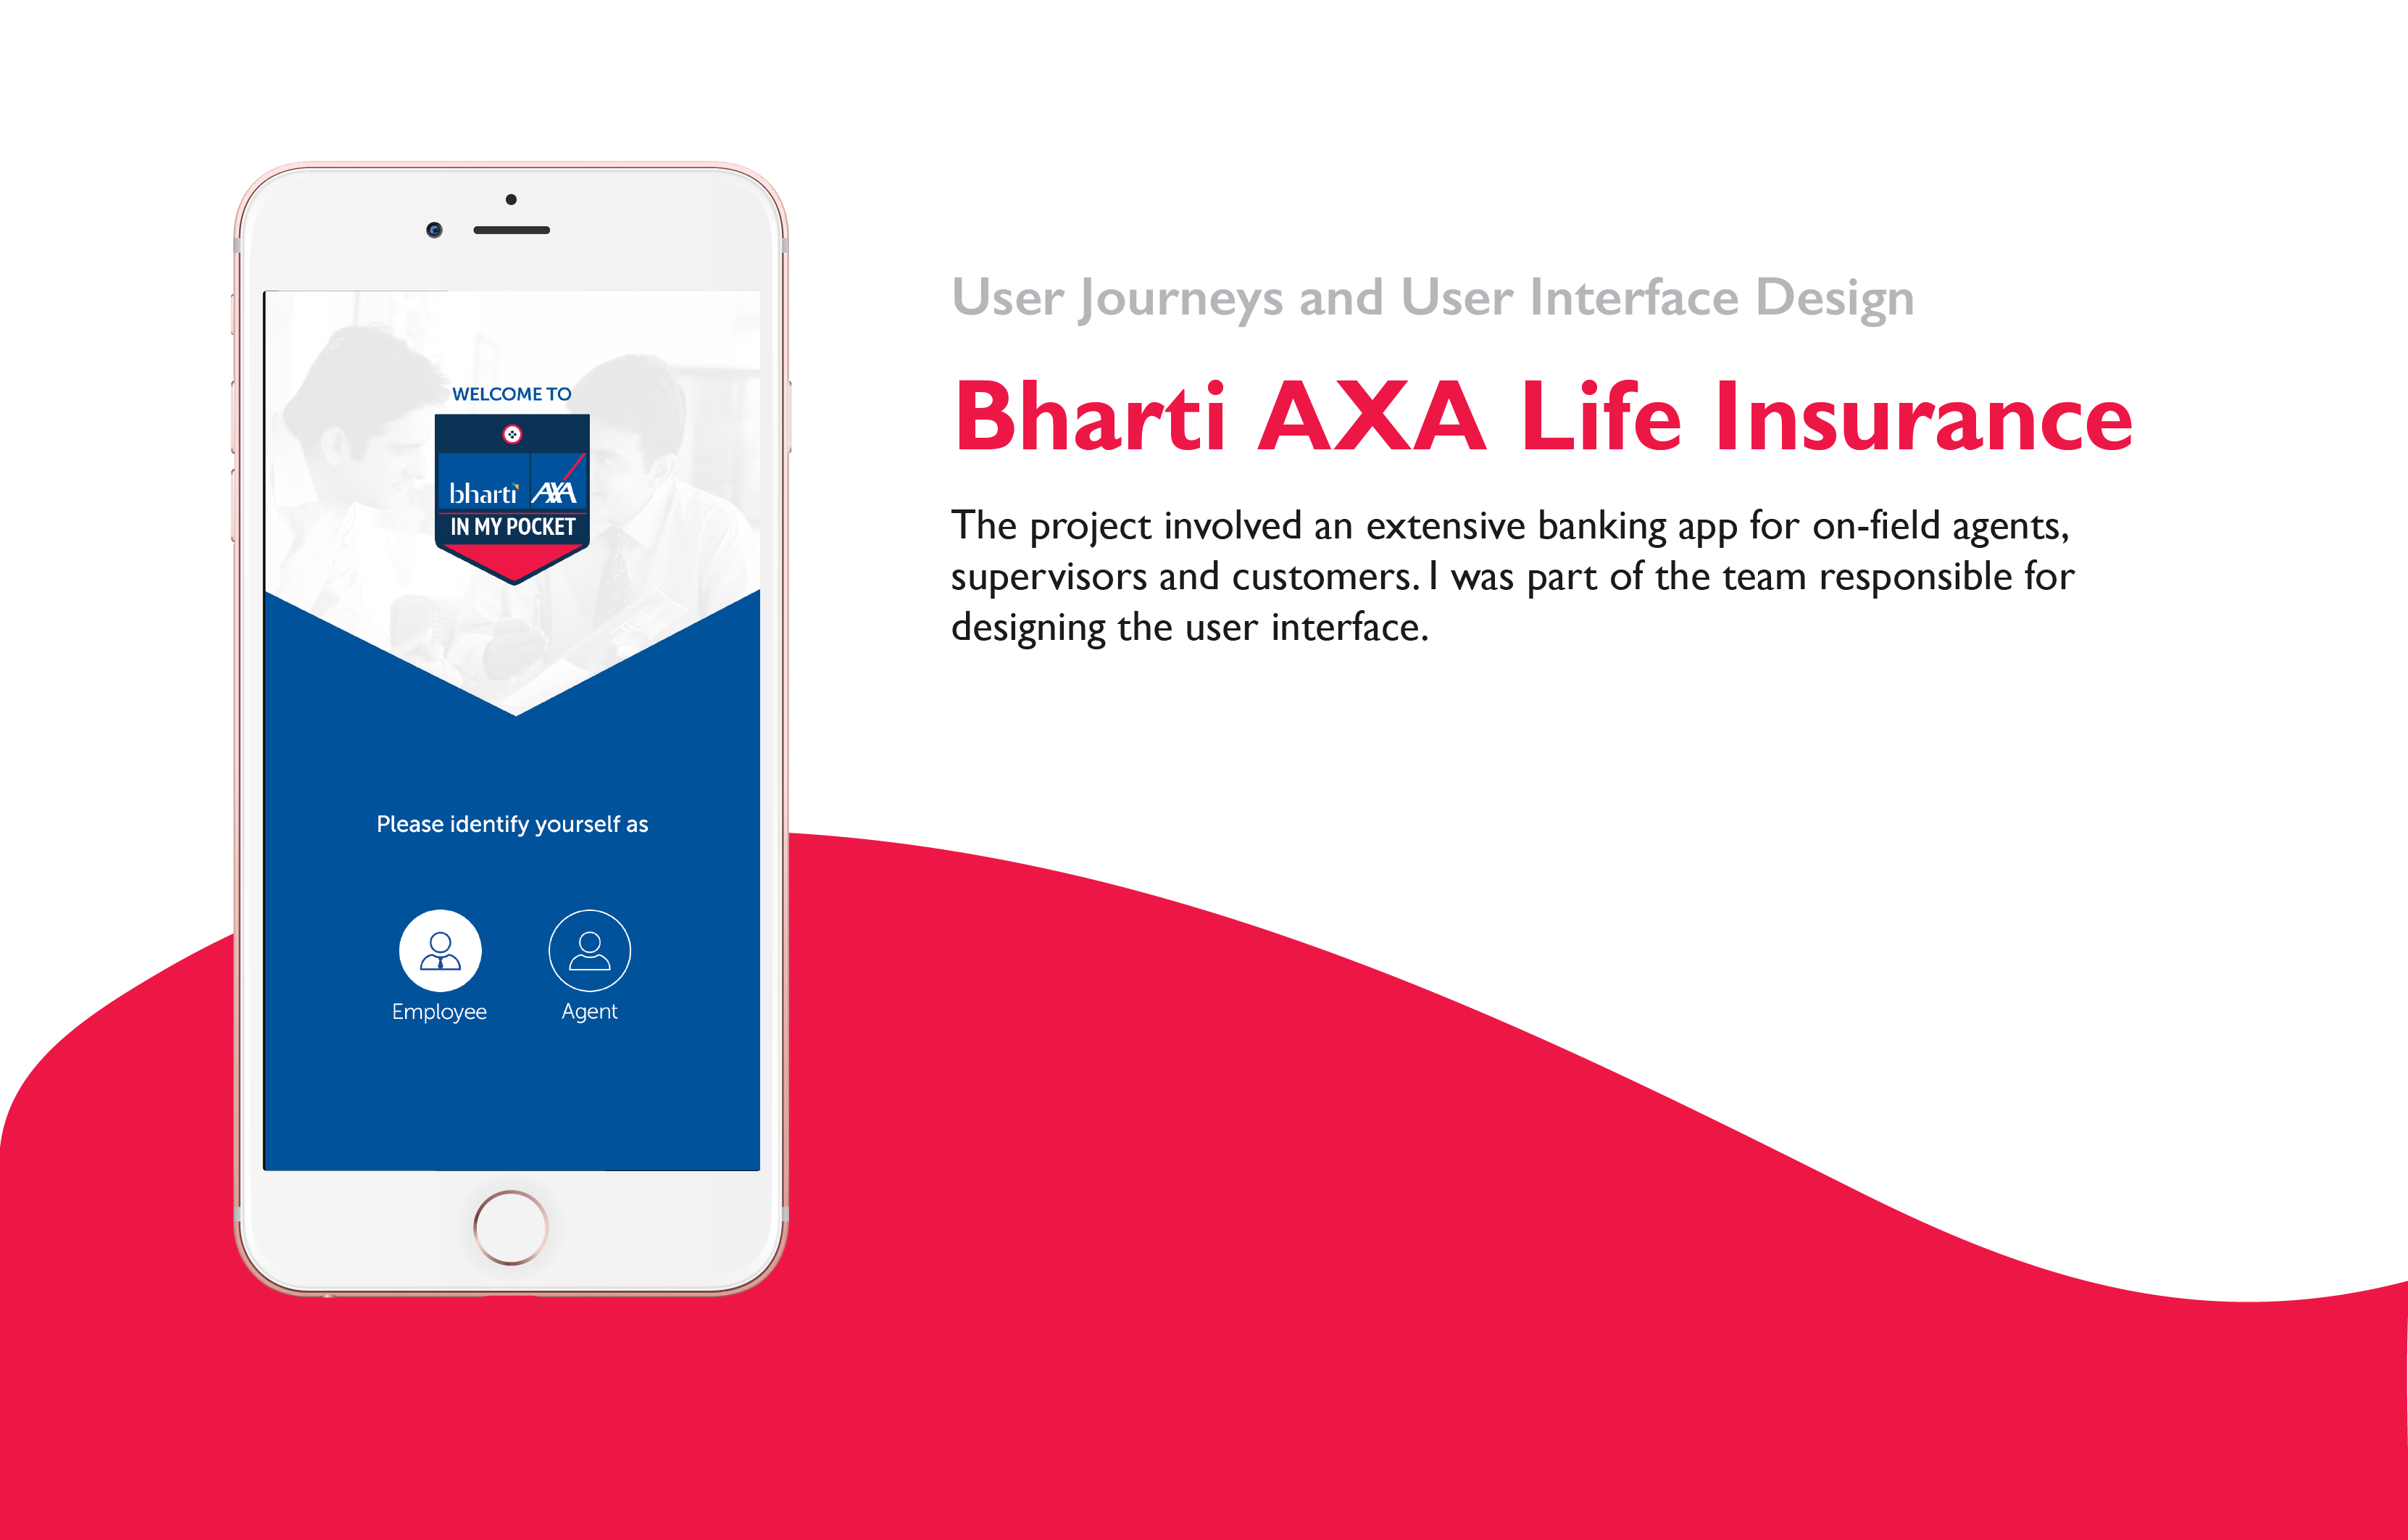 User Journeys and User Interface Design
Bharti AXA Life Insurance
The project involved an extensive banking app for on-field agents,
supervisors and customers. I was part of the team responsible for
designing the user interface.
WELCOME TO
bharti AXA
IN MY POCKET
Please identify yourself as
Employee Agent